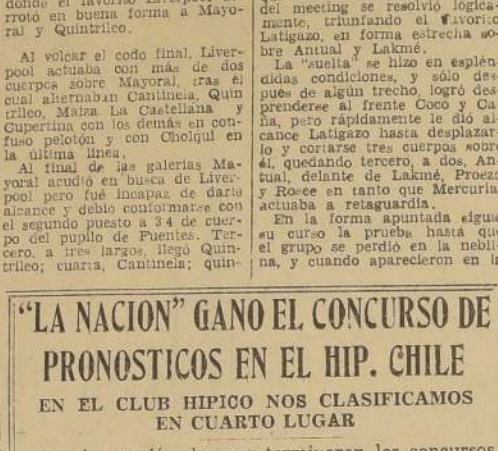 donde el favorito Liverpool de-
rrotó en buena forma a Mayo-
ral y Quintrileo.
Al volcar el codo final, Liver-
pool actuaba con más de dos
cuerpos sobre Mayoral, tras el
cual alternaban Cantinela, Quin
trileo, Maiza La Castellana y
Cupertina con los demás en con-
fuso pelotón y con Cholqui en
la última línea.
Al final de las galerías Ma-
yoral acudió en busca de Liver-
pool pero fué incapaz de darle
alcance y debió conformarse con
el segundo puesto a 3|4 de cuer-
po del pupilo de Fuentes. Ter-
cero, a tres largos, llegó Quin-
trileo; cuarta, Cantinela; quin-
del meeting se resolvió lógica-
mente, triunfando el favorito
Latigazo, en forma estrecha so-
bre Antual y Lakmé.
La "suelta" se hizo en esplén-
didas condiciones, y sólo des-
pués de algún trecho, logró des-
prenderse al frente Coco y Ca-
ña, pero rápidamente le dió al-
cance Latigazo hasta desplazar-
lo y cortarse tres cuerpos sobre
él, quedando tercero, a dos, An-
tual, delante de Lakmé, Proeza
y Rosee en tanto que Mercuria
actuaba a retaguardia.
En la forma apuntada siguió
su curso la prueba hasta que
el grupo se perdió en la nebli-
na, y cuando aparecieron en la
"LA NACION" GANO EL CONCURSO DE
PRONOSTICOS EN EL HIP. CHILE
EN EL CLUB HIPICO NOS CLASIFICAMOS
EN CUARTO LUGAR
terminaron los concursos